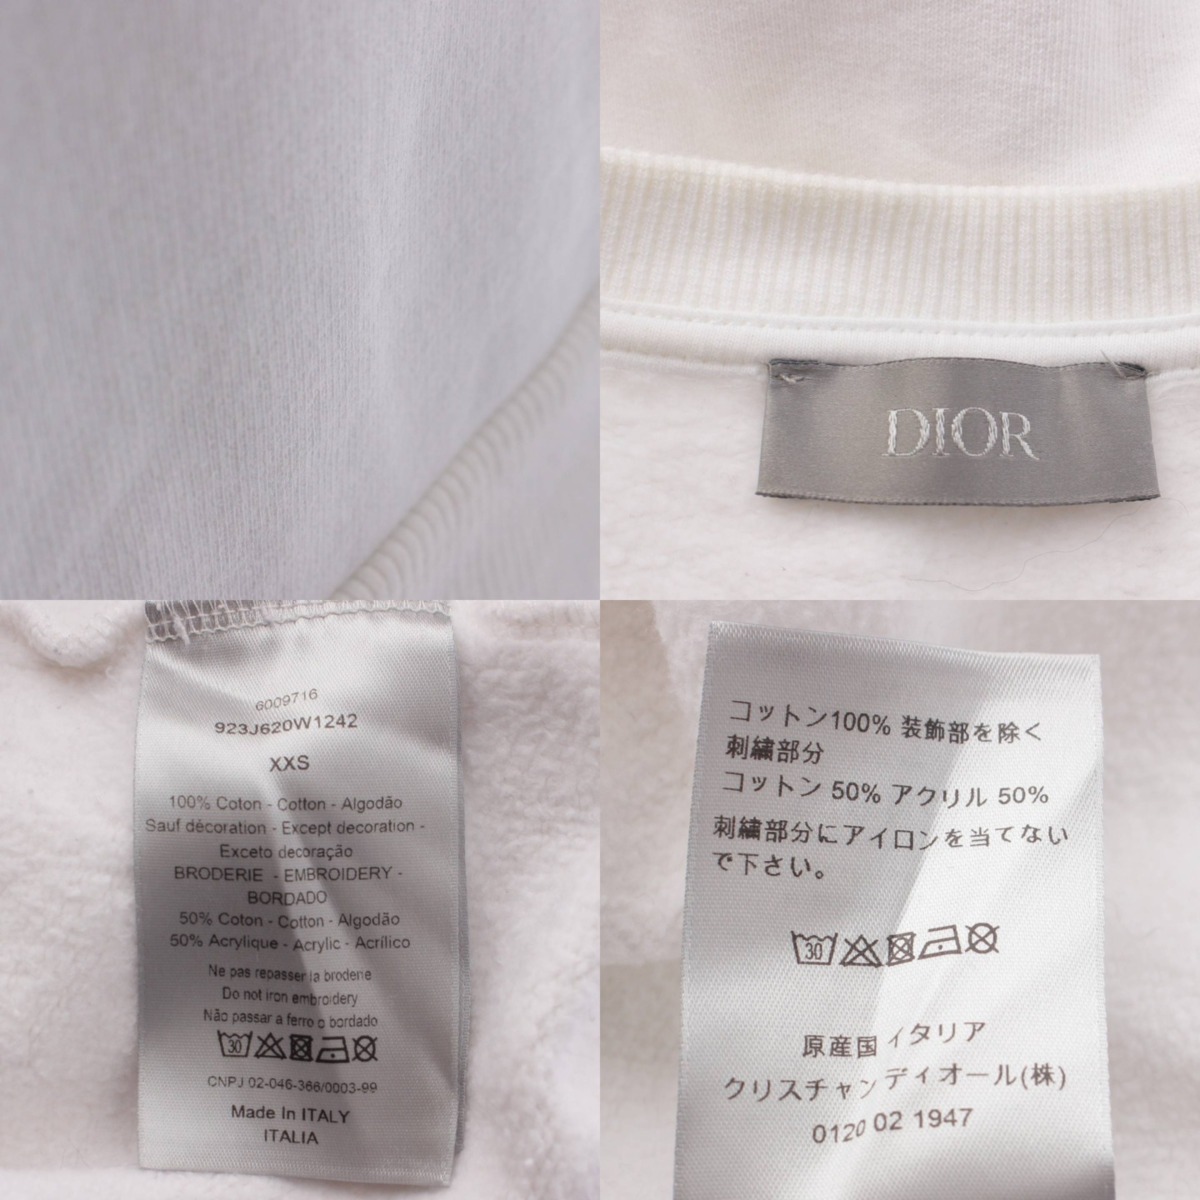 DIOR
6009716
923J620W1242
XXS
100% Coton - Cotton - Algodão
Sauf décoration - Except decoration -
Exceto decoração
BRODERIE - EMBROIDERY -
BORDADO
50% Coton - Cotton - Algodão
50% Acrylique - Acrylic - Acrílico
Ne pas repasser la broderie
Do not iron embroidery
Não passar a ferro o bordado
30
CNPJ 02-046-366/0003-99
Made In ITALY
ITALIA
コットン100% 装飾部を除く
刺繍部分
コットン 50% アクリル 50%
刺繍部分にアイロンを当てない
で下さい。
30
原産国 イタリア
クリスチャンディオール(株)
0120 02 1947